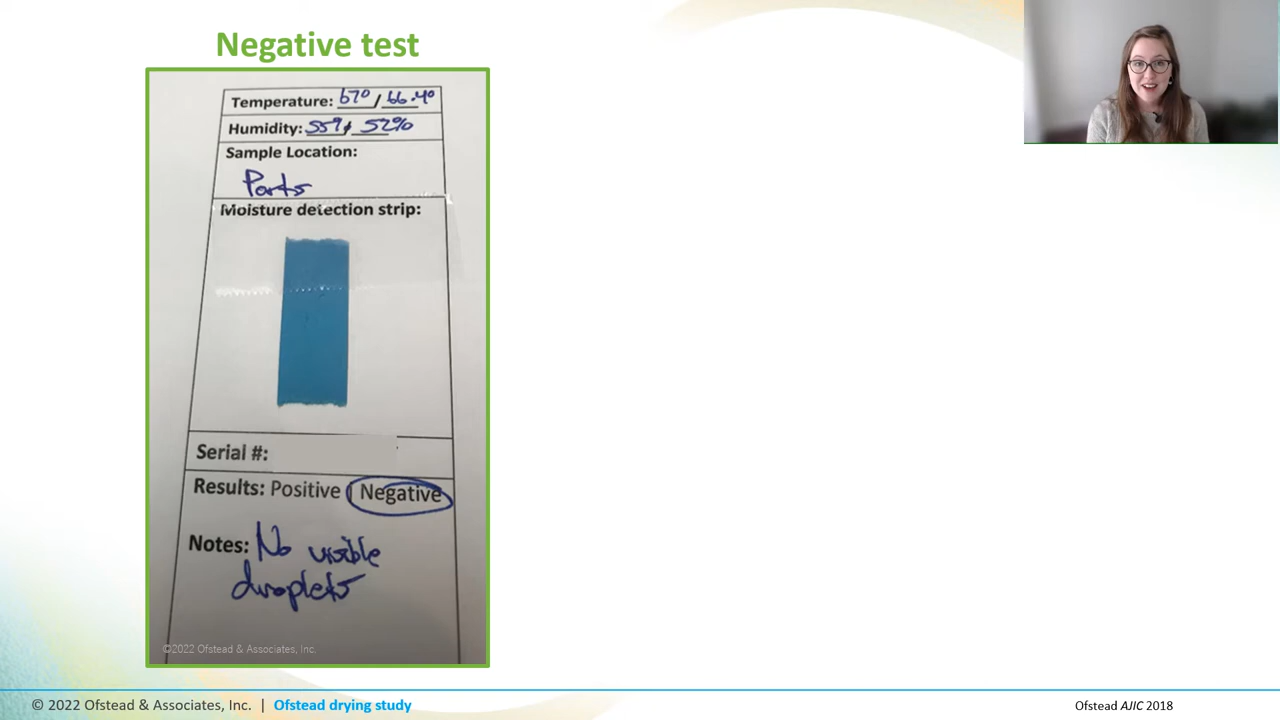 Negative test
Temperature: 67° / 66.4°
Humidity: 55% / 52%
Sample Location:
Ports
Moisture detection strip:
Serial #:
Results: Positive | Negative
Notes: No visible
droplets
©2022 Ofstead & Associates, Inc.
© 2022 Ofstead & Associates, Inc. | Ofstead drying study
Ofstead AJIC 2018